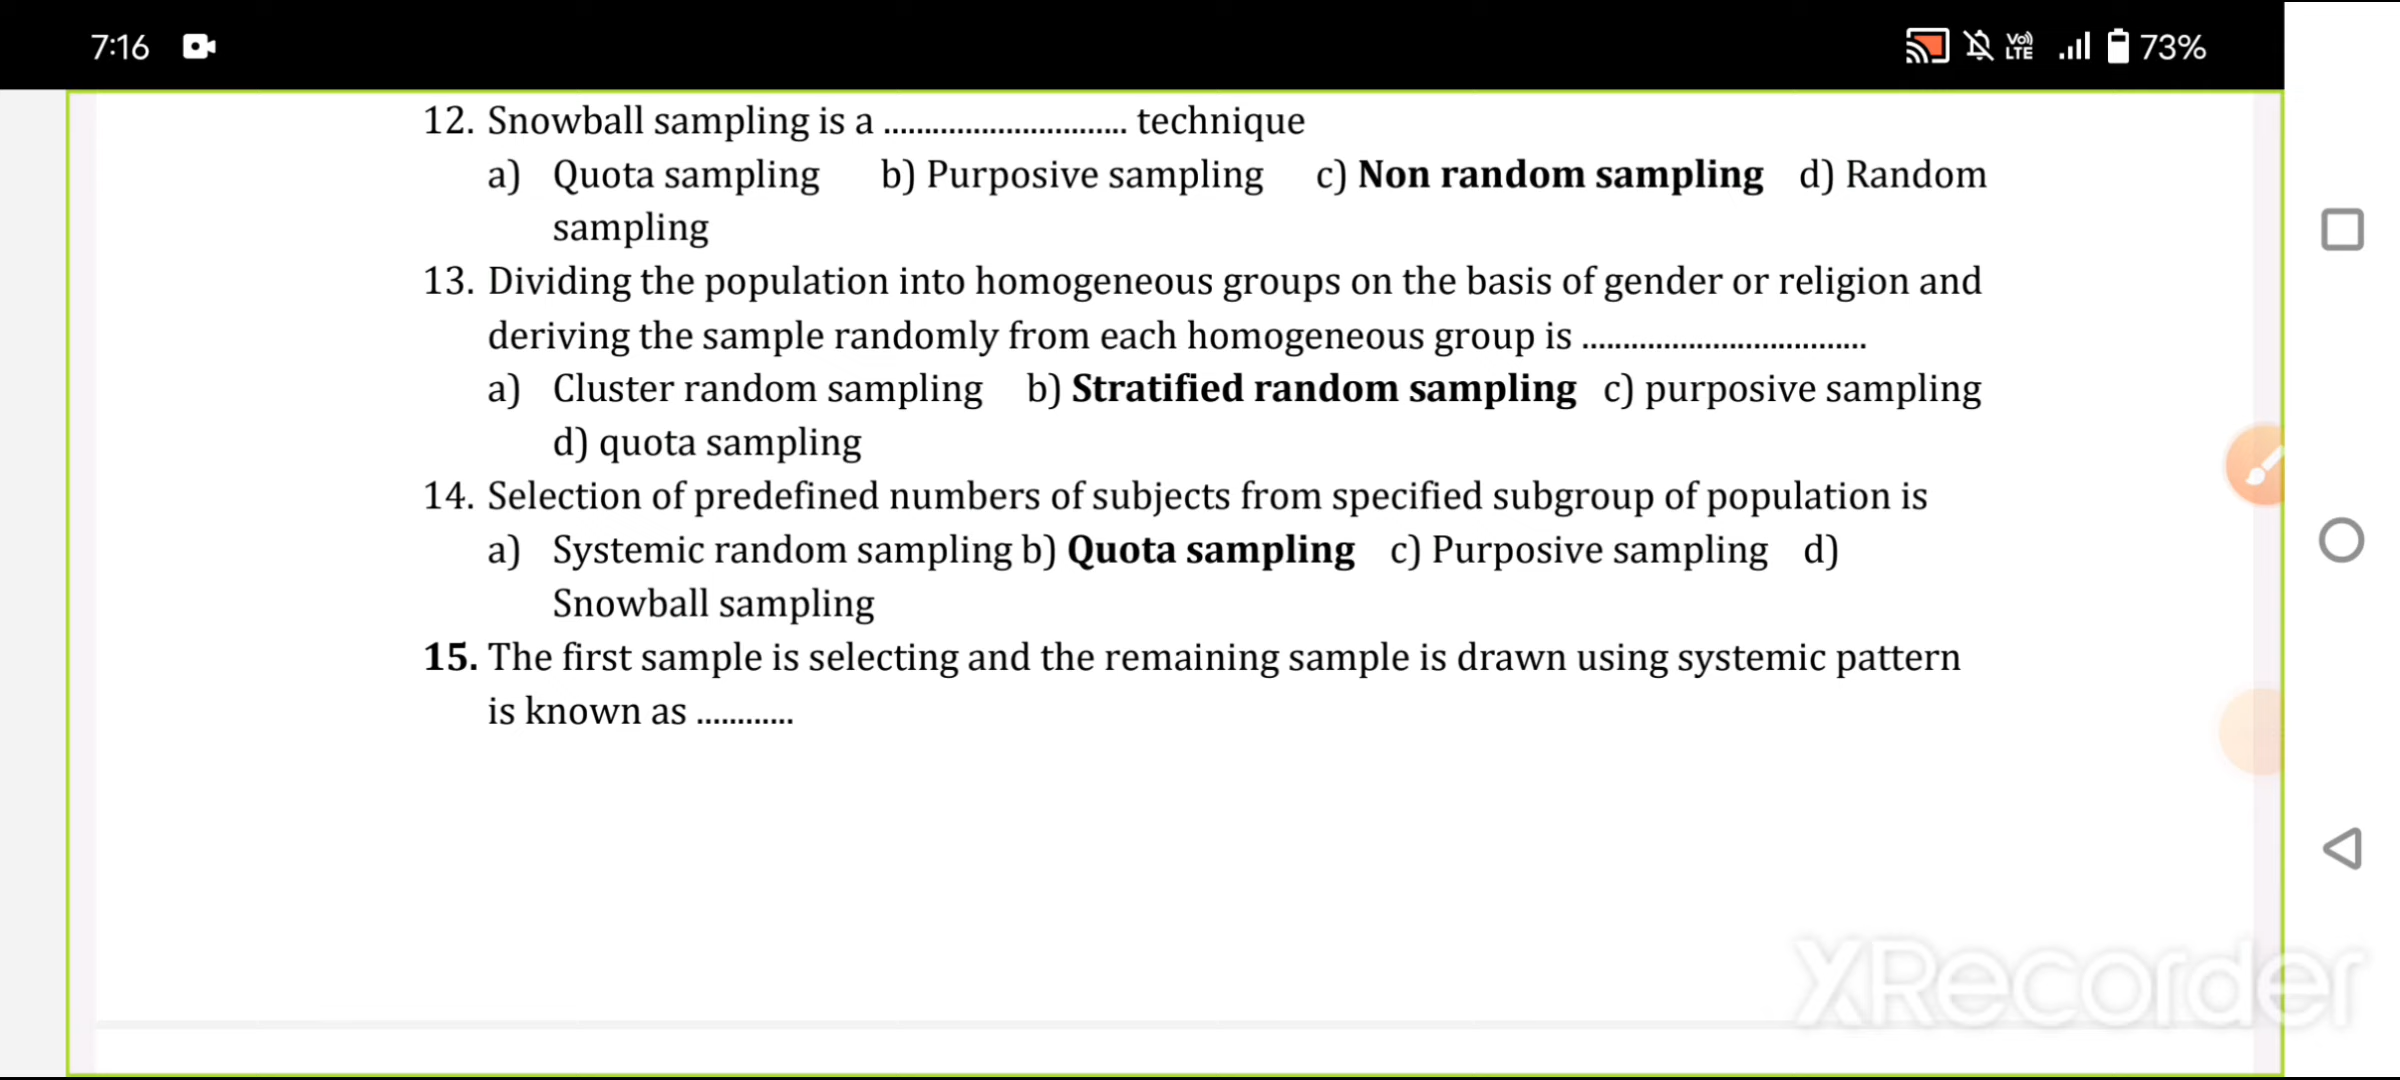 7:16 Vo) LTE 73%
12. Snowball sampling is a .............................. technique
a) Quota sampling b) Purposive sampling c) Non random sampling d) Random
sampling
13. Dividing the population into homogeneous groups on the basis of gender or religion and
deriving the sample randomly from each homogeneous group is ...................................
a) Cluster random sampling b) Stratified random sampling c) purposive sampling
d) quota sampling
14. Selection of predefined numbers of subjects from specified subgroup of population is
a) Systemic random sampling b) Quota sampling c) Purposive sampling d)
Snowball sampling
15. The first sample is selecting and the remaining sample is drawn using systemic pattern
is known as ............
XRecorder